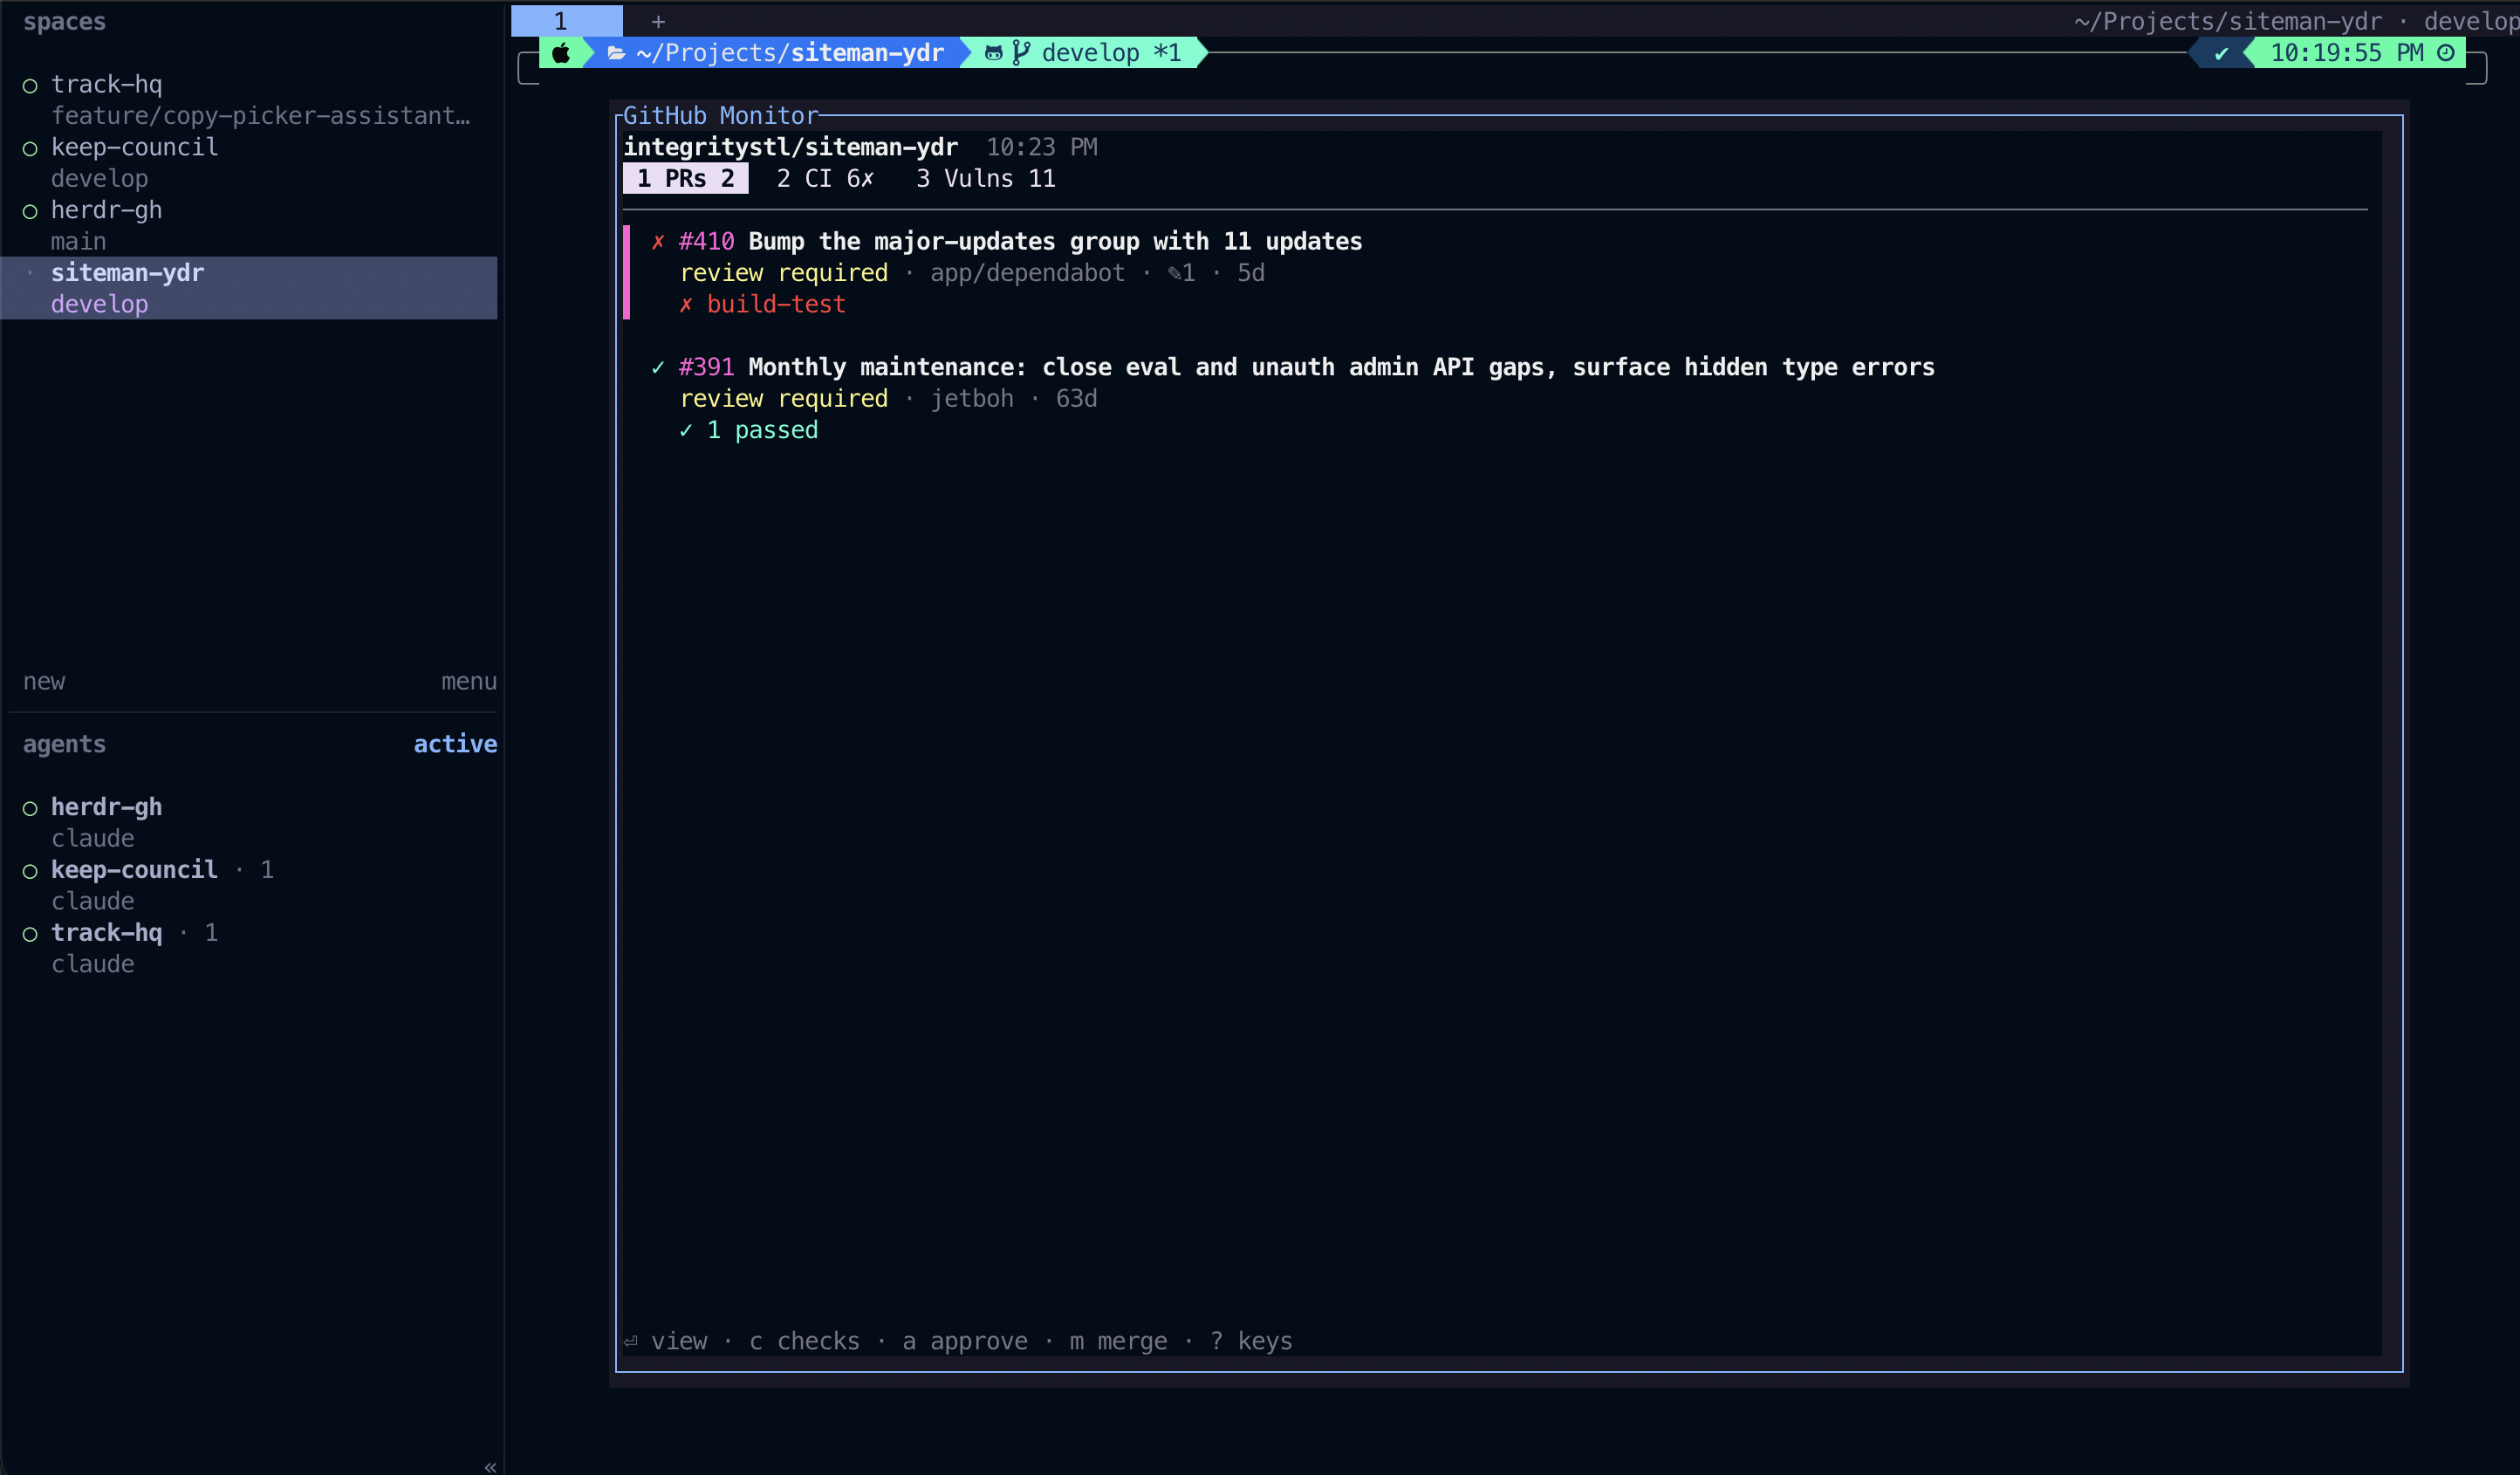 spaces
track-hq
feature/copy-picker-assistant…
keep-council
develop
herdr-gh
main
· siteman-ydr
develop
new menu
agents active
herdr-gh
claude
keep-council · 1
claude
track-hq · 1
claude
«
1 + ~/Projects/siteman-ydr · develop
~/Projects/siteman-ydr develop *1 ✔ 10:19:55 PM
GitHub Monitor
integritystl/siteman-ydr 10:23 PM
1 PRs 2 2 CI 6✗ 3 Vulns 11
✗ #410 Bump the major-updates group with 11 updates
review required · app/dependabot · ✎1 · 5d
✗ build-test
✓ #391 Monthly maintenance: close eval and unauth admin API gaps, surface hidden type errors
review required · jetboh · 63d
✓ 1 passed
⏎ view · c checks · a approve · m merge · ? keys